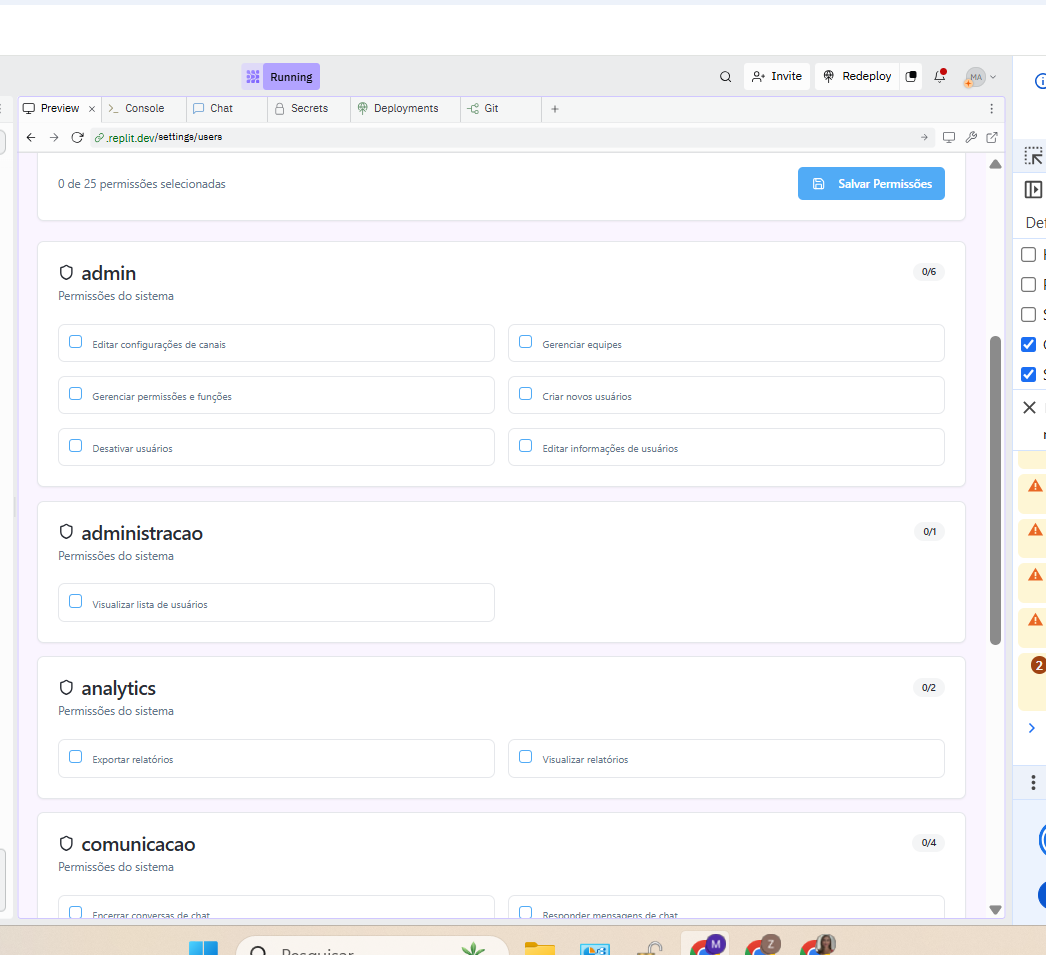 Running
Invite
Redeploy
MA
Preview
Console
Chat
Secrets
Deployments
Git
.replit.dev/settings/users
0 de 25 permissões selecionadas
Salvar Permissões
admin
0/6
Permissões do sistema
Editar configurações de canais
Gerenciar equipes
Gerenciar permissões e funções
Criar novos usuários
Desativar usuários
Editar informações de usuários
administracao
0/1
Permissões do sistema
Visualizar lista de usuários
analytics
0/2
Permissões do sistema
Exportar relatórios
Visualizar relatórios
comunicacao
0/4
Permissões do sistema
Encerrar conversas de chat
Responder mensagens de chat
Pesquisar
M
Z
2